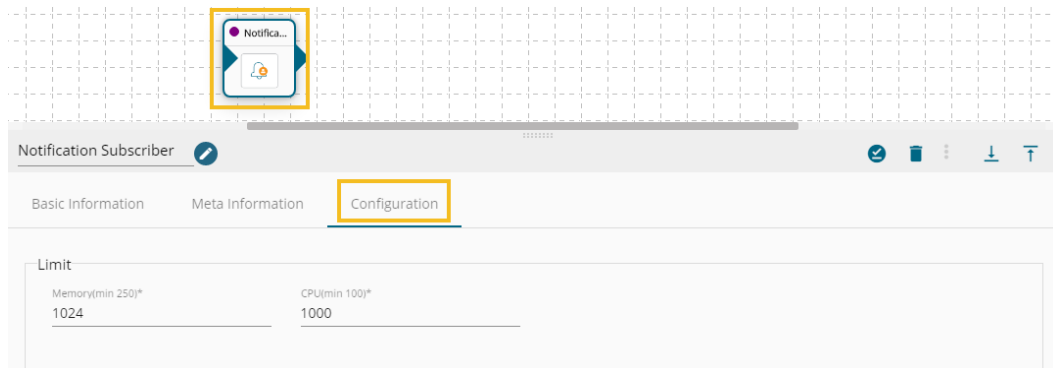 Notifica...
Notification Subscriber
Basic Information Meta Information Configuration
Limit
Memory(min 250)* CPU(min 100)*
1024 1000